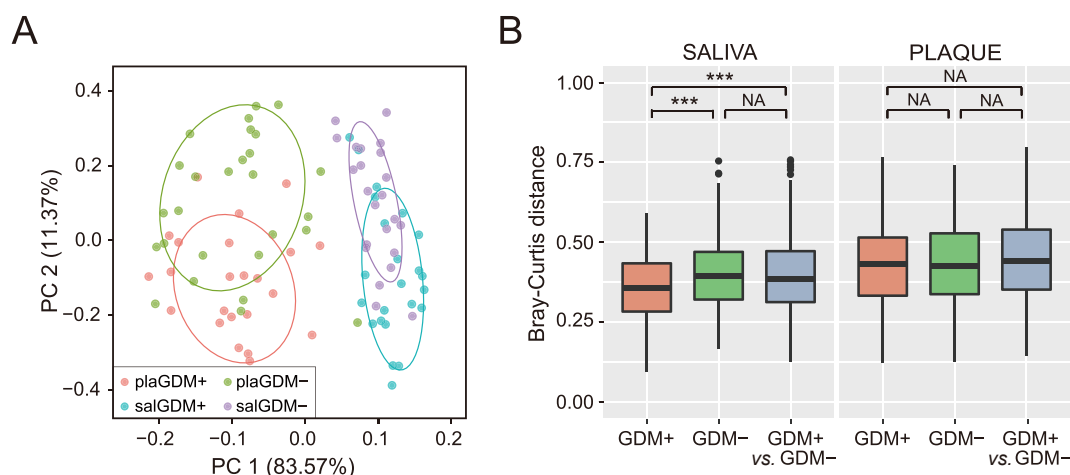 A
0.4
0.2
0.0
−0.2
−0.4
PC 2 (11.37%)
plaGDM+
plaGDM−
salGDM+
salGDM−
−0.2
−0.1
0.0
0.1
0.2
PC 1 (83.57%)
B
SALIVA
PLAQUE
1.00
0.75
0.50
0.25
0.00
Bray-Curtis distance
***
***
NA
NA
NA
NA
GDM+
GDM−
GDM+
vs. GDM−
GDM+
GDM−
GDM+
vs. GDM−